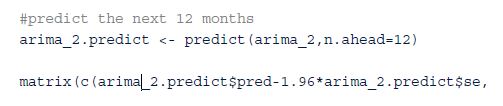 #predict the next 12 months
arima_2.predict <- predict(arima_2,n.ahead=12)
matrix(c(arima_2.predict$pred-1.96*arima_2.predict$se,